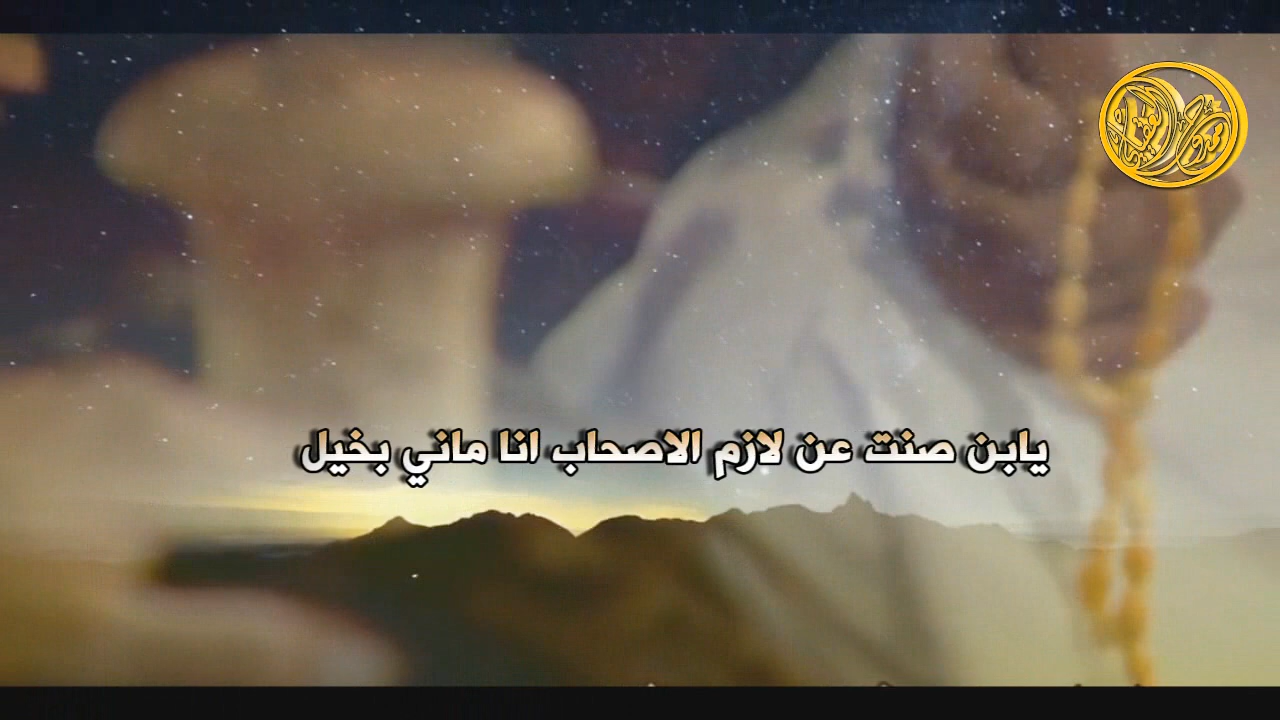 يابن صنت عن لازم الاصحاب انا ماني بخيل